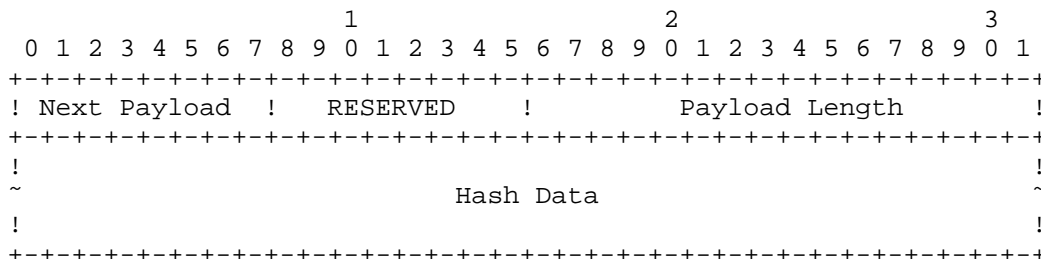 1                   2                   3
 0 1 2 3 4 5 6 7 8 9 0 1 2 3 4 5 6 7 8 9 0 1 2 3 4 5 6 7 8 9 0 1
+-+-+-+-+-+-+-+-+-+-+-+-+-+-+-+-+-+-+-+-+-+-+-+-+-+-+-+-+-+-+-+-+
! Next Payload  !   RESERVED    !         Payload Length        !
+-+-+-+-+-+-+-+-+-+-+-+-+-+-+-+-+-+-+-+-+-+-+-+-+-+-+-+-+-+-+-+-+
!                                                               !
~                           Hash Data                           ~
!                                                               !
+-+-+-+-+-+-+-+-+-+-+-+-+-+-+-+-+-+-+-+-+-+-+-+-+-+-+-+-+-+-+-+-+